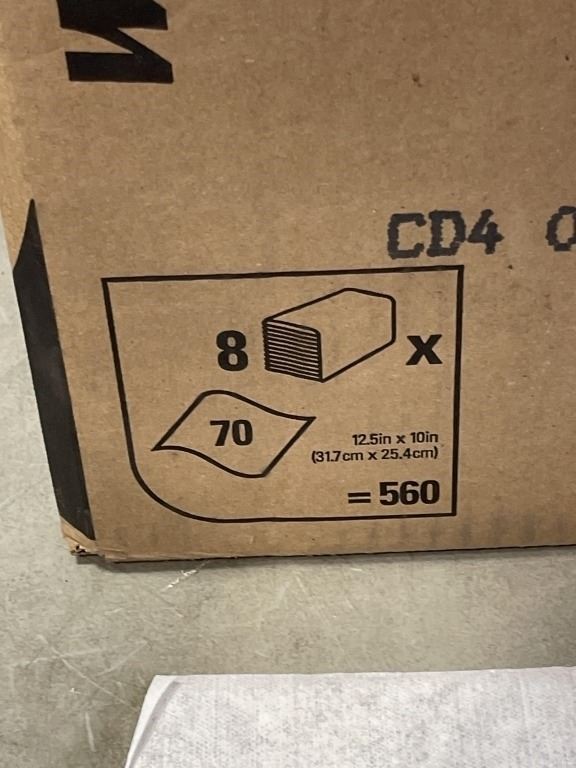 CD4
8 X
70
12.5in x 10in
(31.7cm x 25.4cm)
= 560